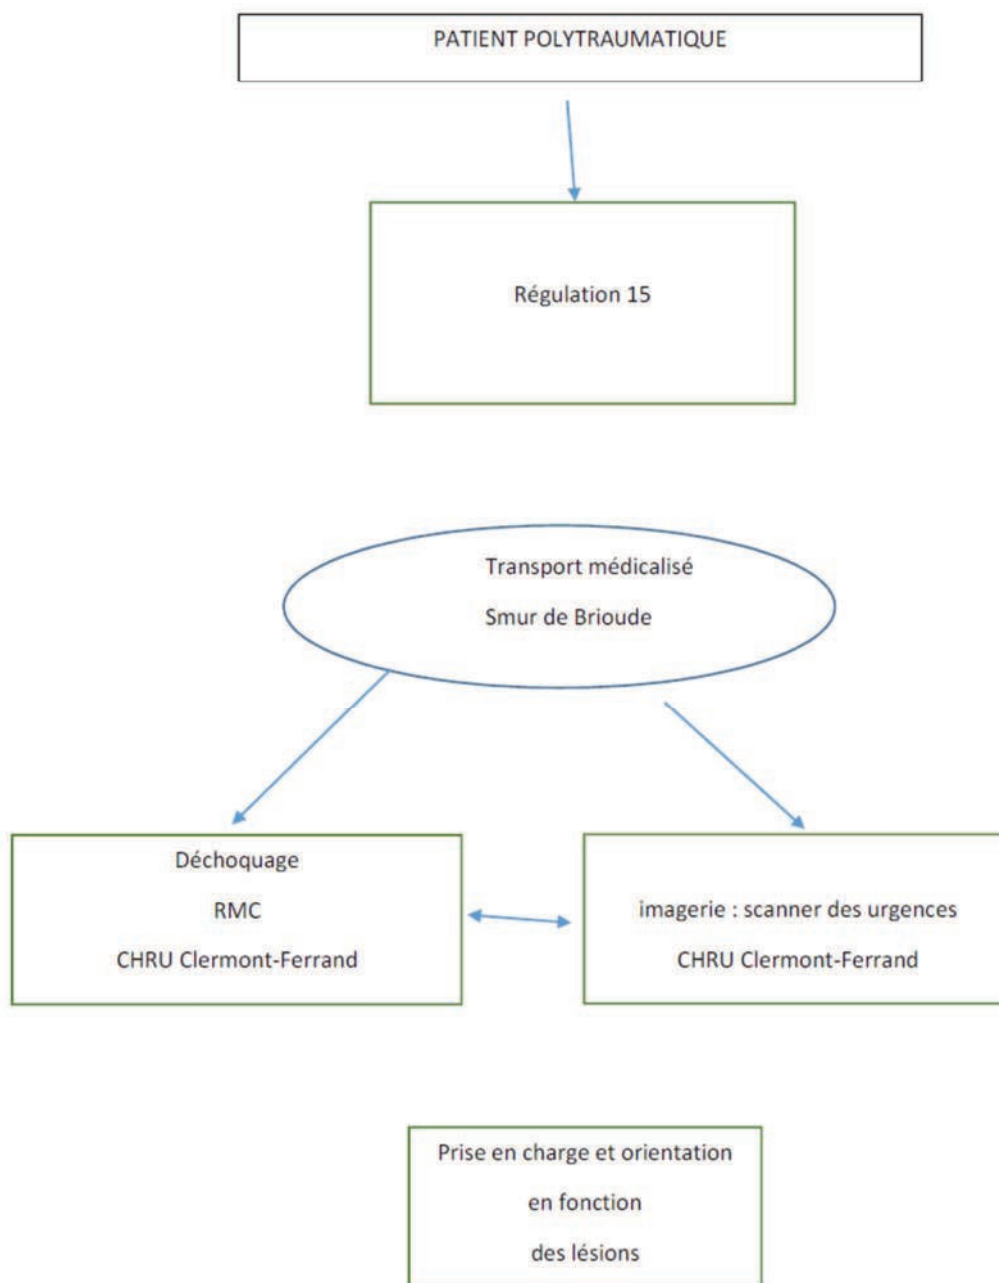 PATIENT POLYTRAUMATIQUE
Régulation 15
Transport médicalisé
Smur de Brioude
Déchoquage
RMC
CHRU Clermont-Ferrand
imagerie : scanner des urgences
CHRU Clermont-Ferrand
Prise en charge et orientation
en fonction
des lésions